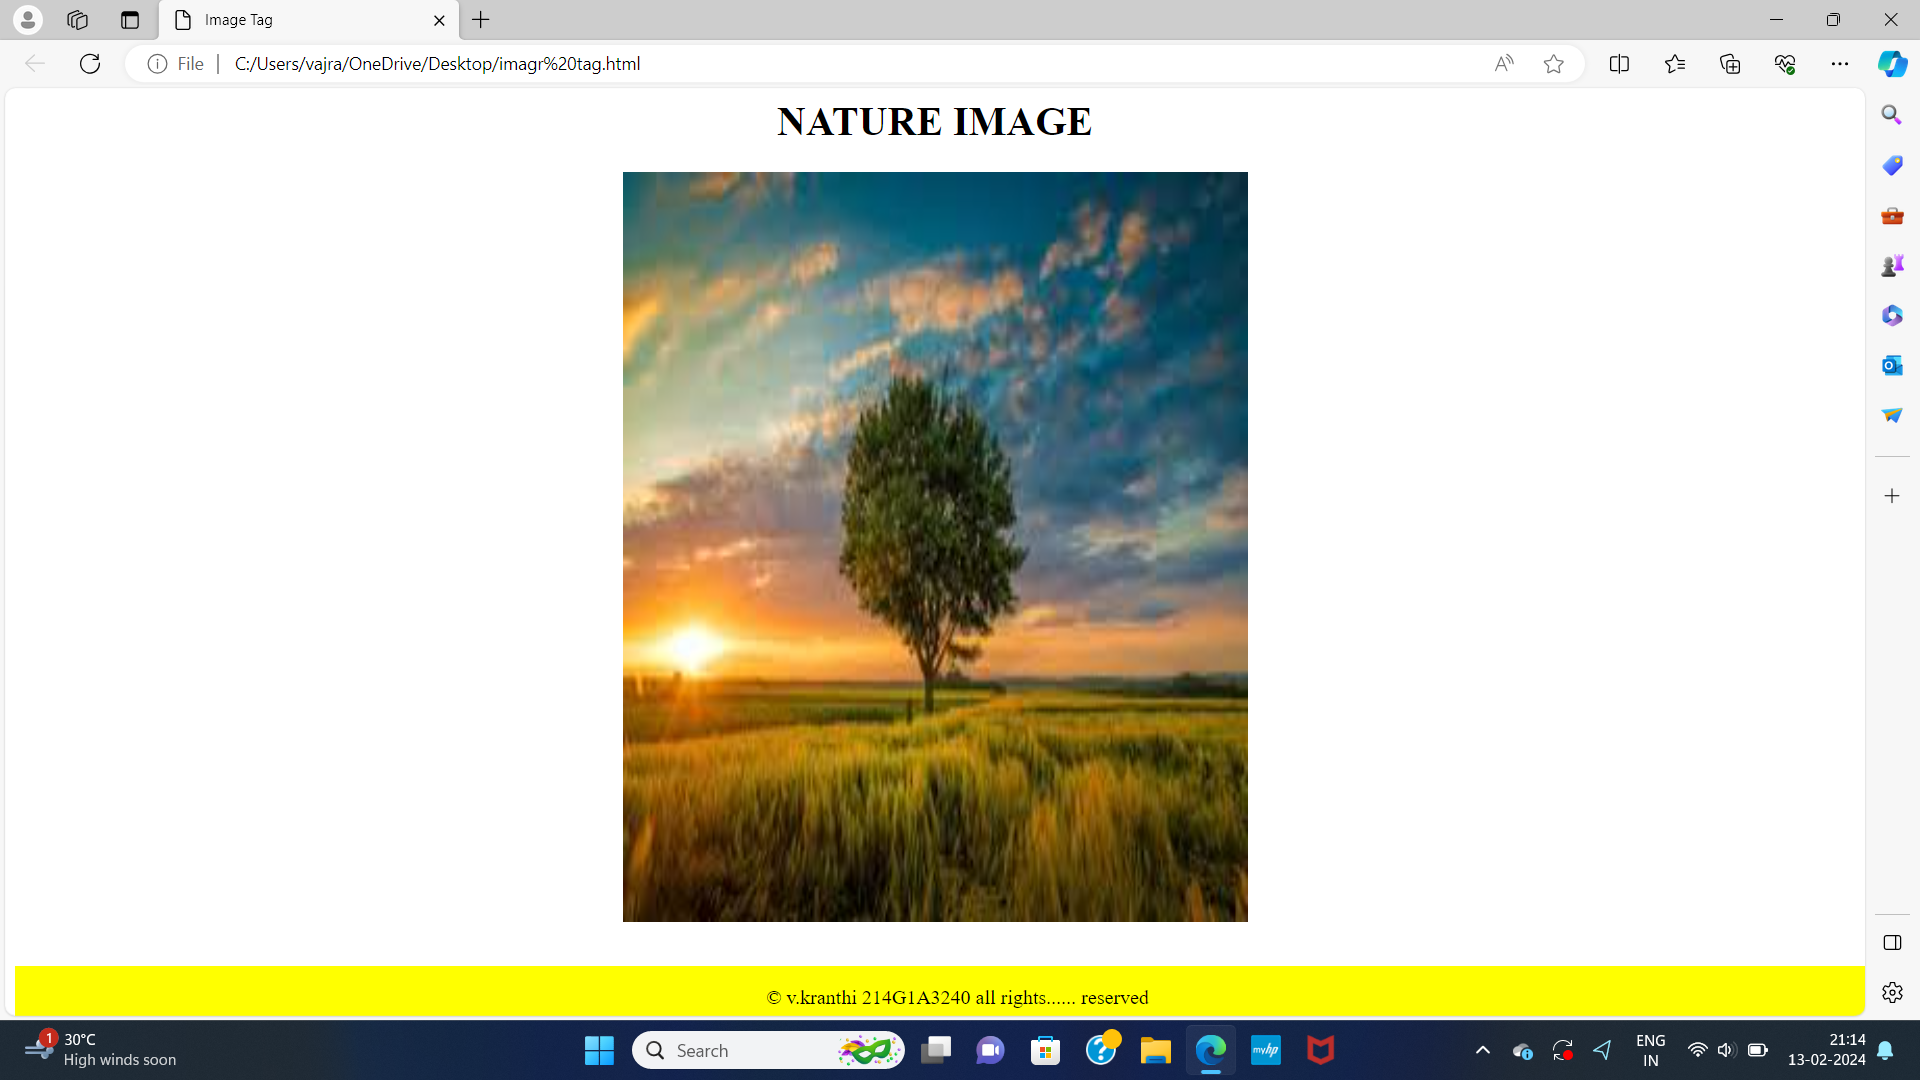 Image Tag
File
C:/Users/vajra/OneDrive/Desktop/imagr%20tag.html
NATURE IMAGE
© v.kranthi 214G1A3240 all rights...... reserved
1
30°C
High winds soon
Search
myhp
ENG
IN
21:14
13-02-2024